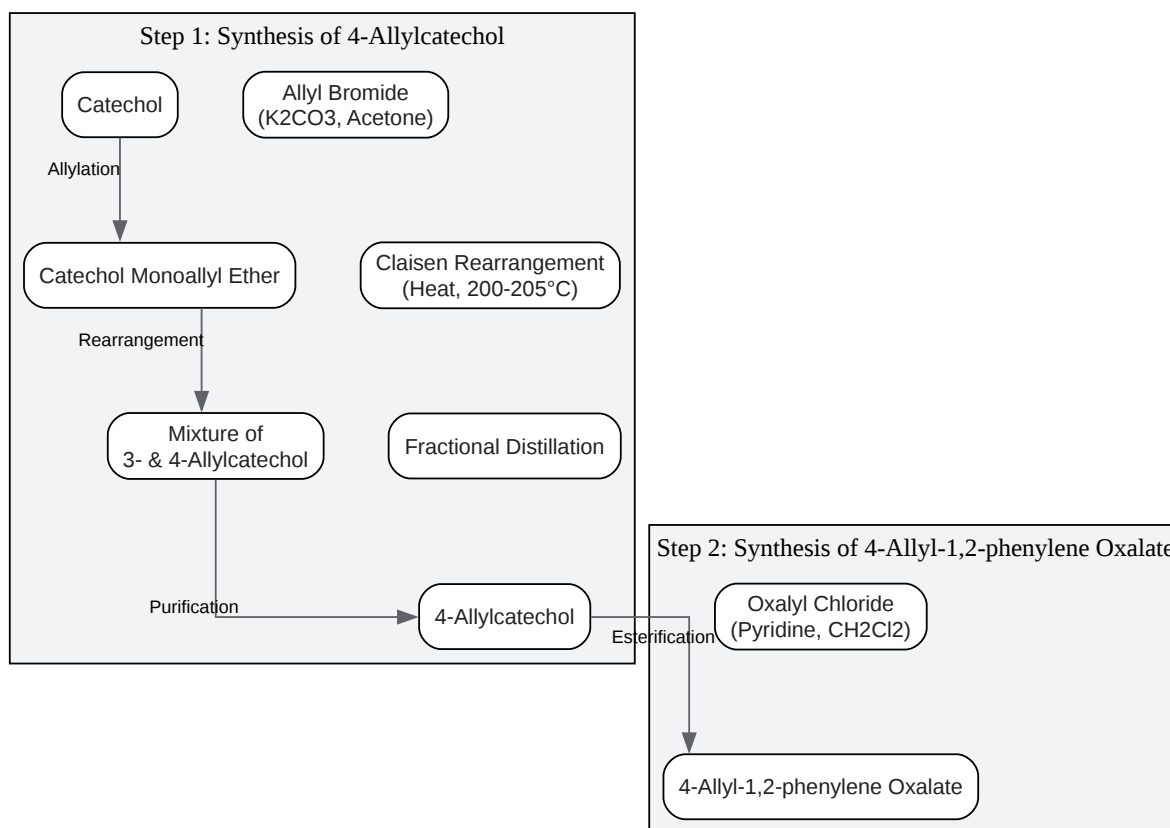 Step 1: Synthesis of 4-Allylcatechol
Catechol
Allyl Bromide
(K2CO3, Acetone)
Allylation
Catechol Monoallyl Ether
Claisen Rearrangement
(Heat, 200-205°C)
Rearrangement
Mixture of
3- & 4-Allylcatechol
Fractional Distillation
Purification
4-Allylcatechol
Step 2: Synthesis of 4-Allyl-1,2-phenylene Oxalate
Oxalyl Chloride
(Pyridine, CH2Cl2)
Esterification
4-Allyl-1,2-phenylene Oxalate